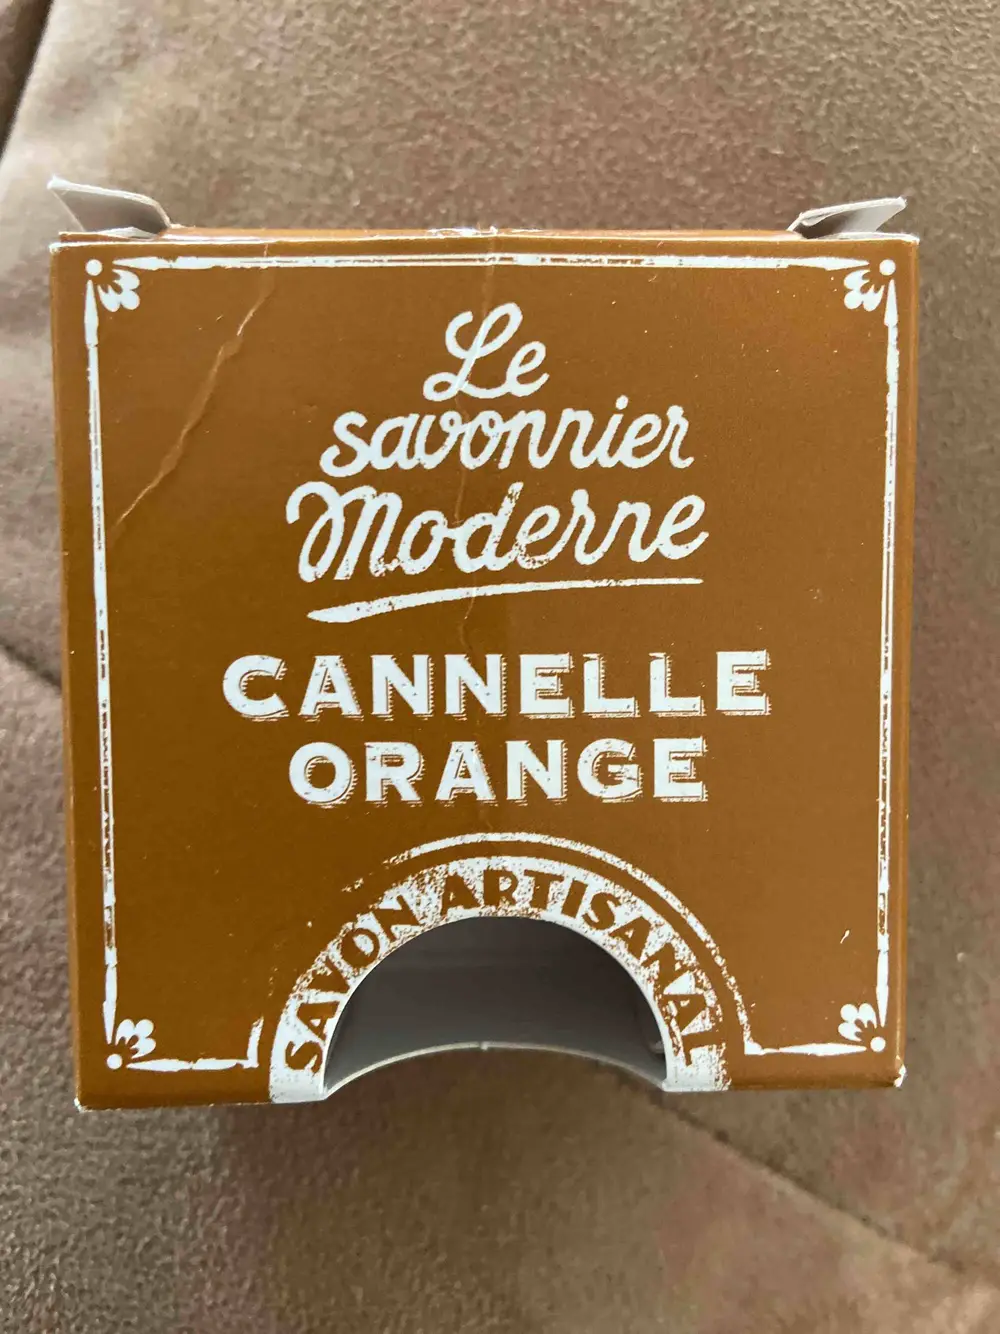 Le
savonnier
Moderne
CANNELLE
ORANGE
SAVON ARTISANAL